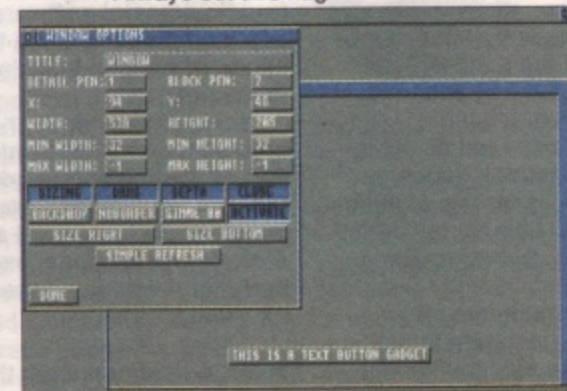 WINDOW OPTIONS
TITLE: WINDOW
DETAIL PEN: 1 BLOCK PEN: 2
X: 94 Y: 48
WIDTH: HEIGHT: 205
MIN WIDTH: 32 MIN HEIGHT: 32
MAX WIDTH: -1 MAX HEIGHT: -1
SIZING DRAG DEPTH CLOSE
BACKDROP NOBORDER GIMME ACTIVATE
SIZE RIGHT SIZE BOTTOM
SIMPLE REFRESH
DONE
THIS IS A TEXT BUTTON GADGET